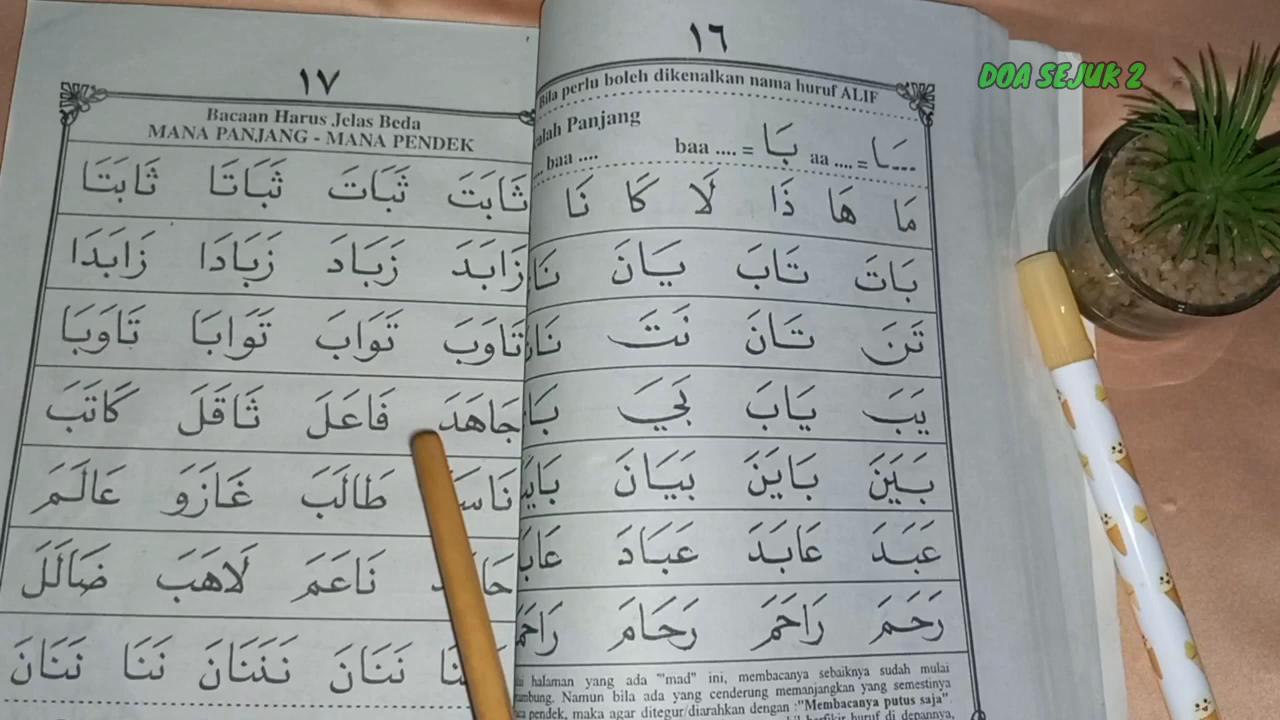 DOA SEJUK 2
١٦
Bila perlu boleh dikenalkan nama huruf ALIF
Panjang
ـَـا = .... aa بَا = .... baa .... baa
مَا هَا ذَا لَا كَا نَا
بَاتَ تَابَ يَانَ
تَنَ تَانَ نَتَ
يَبَ يَابَ بَيَ
بَيَنَ بَايَنَ بَيَانَ
عَبَدَ عَابَدَ عَبَادَ
رَحَمَ رَاحَمَ رَحَامَ
halaman yang ada "mad" ini, membacanya sebaiknya sudah mulai
Namun bila ada yang cenderung memanjangkan yang semestinya
pendek, maka agar ditegur/diarahkan dengan :"Membacanya putus saja".
١٧
Bacaan Harus Jelas Beda
MANA PANJANG - MANA PENDEK
ثَابَتَ ثَبَاتَ ثَبَاتَا ثَابَتَا
زَابَدَ زَبَادَ زَبَادَا زَابَدَا
تَاوَبَ تَوَابَ تَوَابَا تَاوَبَا
جَاهَدَ فَاعَلَ ثَاقَلَ كَاتَبَ
طَالَبَ غَازَوَ عَالَمَ
نَاعَمَ لَاهَبَ ضَالَلَ
نَنَانَ نَنَنَانَ نَنَا نَنَانَ